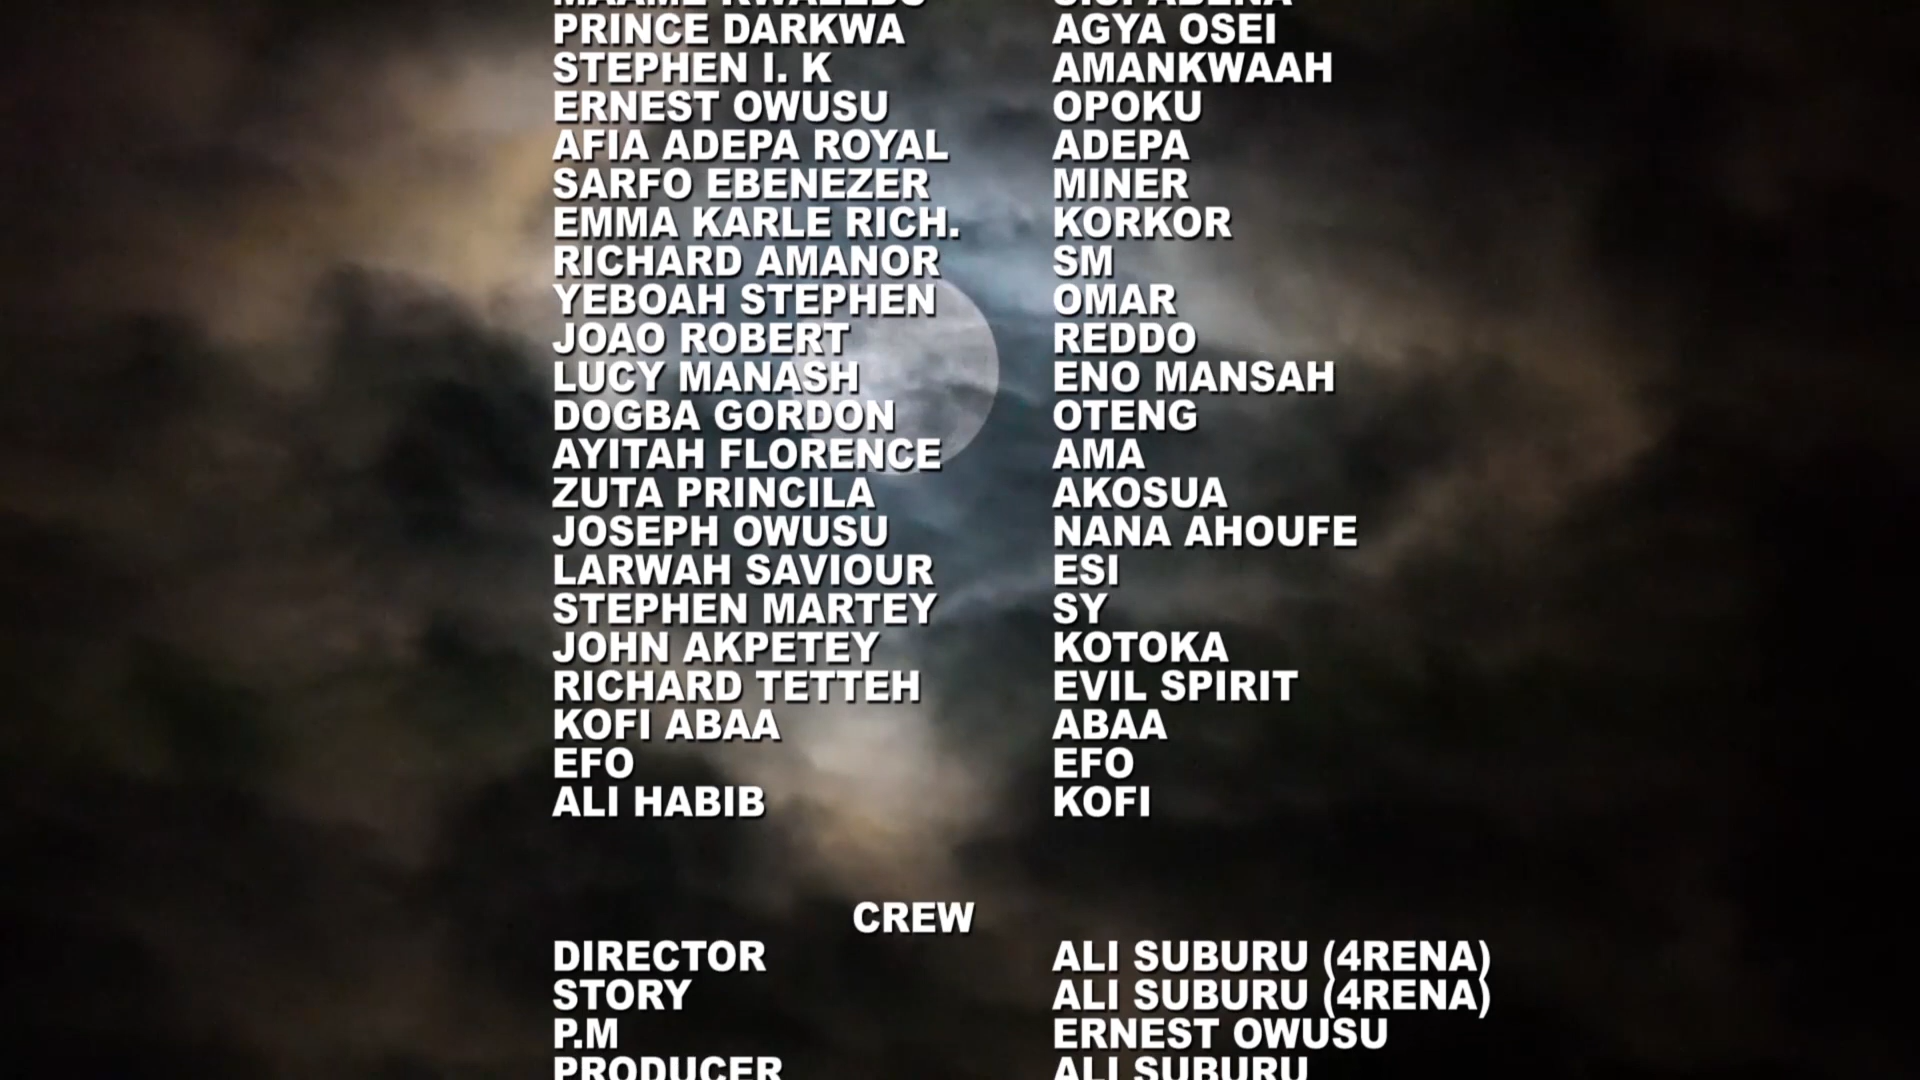 PRINCE DARKWA AGYA OSEI
STEPHEN I. K AMANKWAAH
ERNEST OWUSU OPOKU
AFIA ADEPA ROYAL ADEPA
SARFO EBENEZER MINER
EMMA KARLE RICH. KORKOR
RICHARD AMANOR SM
YEBOAH STEPHEN OMAR
JOAO ROBERT REDDO
LUCY MANASH ENO MANSAH
DOGBA GORDON OTENG
AYITAH FLORENCE AMA
ZUTA PRINCILA AKOSUA
JOSEPH OWUSU NANA AHOUFE
LARWAH SAVIOUR ESI
STEPHEN MARTEY SY
JOHN AKPETEY KOTOKA
RICHARD TETTEH EVIL SPIRIT
KOFI ABAA ABAA
EFO EFO
ALI HABIB KOFI
CREW
DIRECTOR ALI SUBURU (4RENA)
STORY ALI SUBURU (4RENA)
P.M ERNEST OWUSU
PRODUCER ALI SUBURU